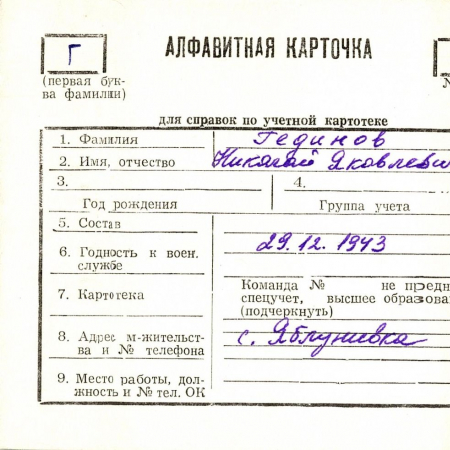 Г
АЛФАВИТНАЯ КАРТОЧКА
(первая бук-
ва фамилии)
для справок по учетной картотеке
1. Фамилия Гединов
2. Имя, отчество Николай Яковлеви
3.
4.
Год рождения
Группа учета
5. Состав
29.12.1943
6. Годность к воен.
службе
7. Картотека
Команда № не предн
спецучет, высшее образова
(подчеркнуть)
8. Адрес м-жительст-
ва и № телефона
с. Яблунивка
9. Место работы, дол-
жность и № тел. ОК